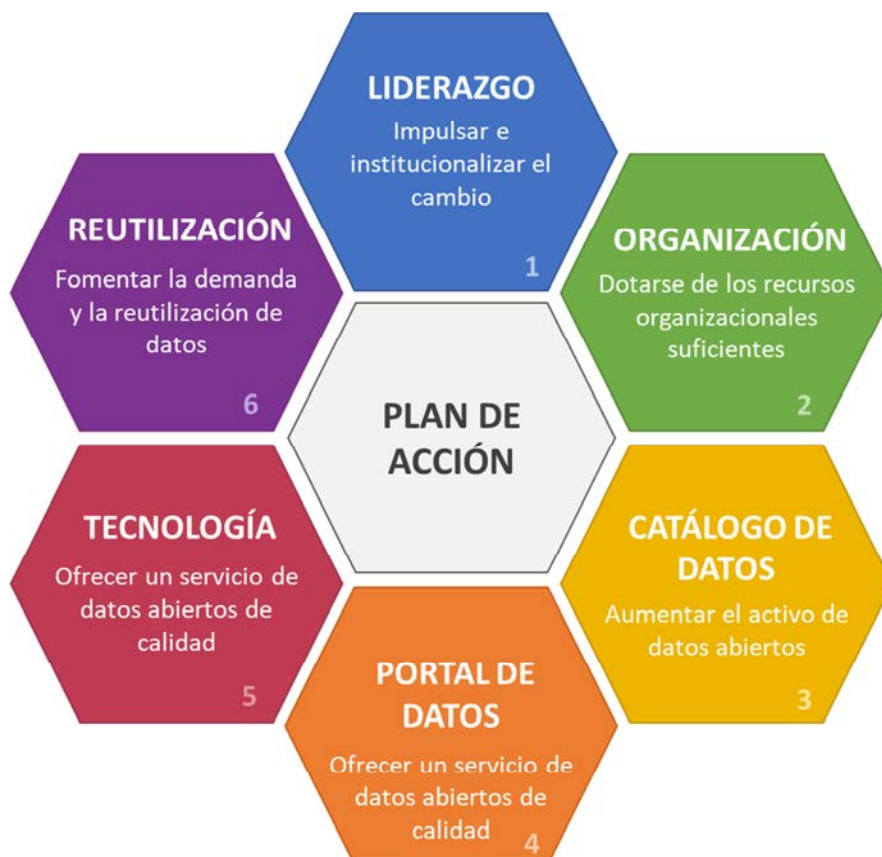 LIDERAZGO
Impulsar e
institucionalizar el
cambio
1
ORGANIZACIÓN
Dotarse de los recursos
organizacionales
suficientes
2
CATÁLOGO DE
DATOS
Aumentar el activo de
datos abiertos
3
PORTAL DE
DATOS
Ofrecer un servicio de
datos abiertos de
calidad
4
TECNOLOGÍA
Ofrecer un servicio de
datos abiertos de
calidad
5
REUTILIZACIÓN
Fomentar la demanda
y la reutilización de
datos
6
PLAN DE
ACCIÓN